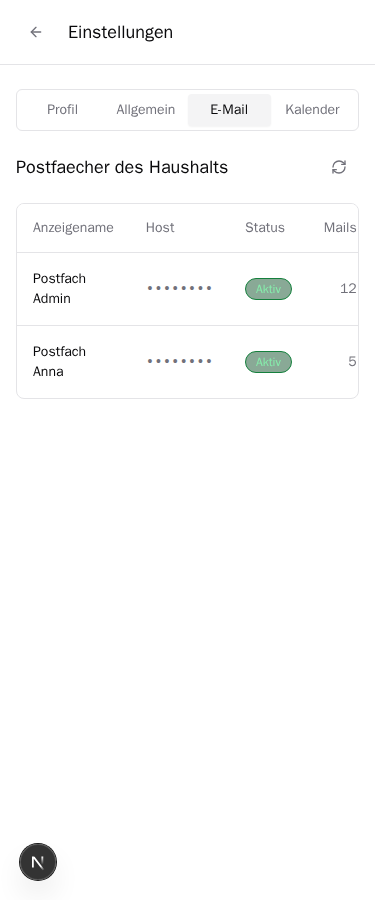 Einstellungen
Profil Allgemein E-Mail Kalender
Postfaecher des Haushalts
Anzeigename Host Status Mails
Postfach Admin •••••••• Aktiv 12
Postfach Anna •••••••• Aktiv 5
N